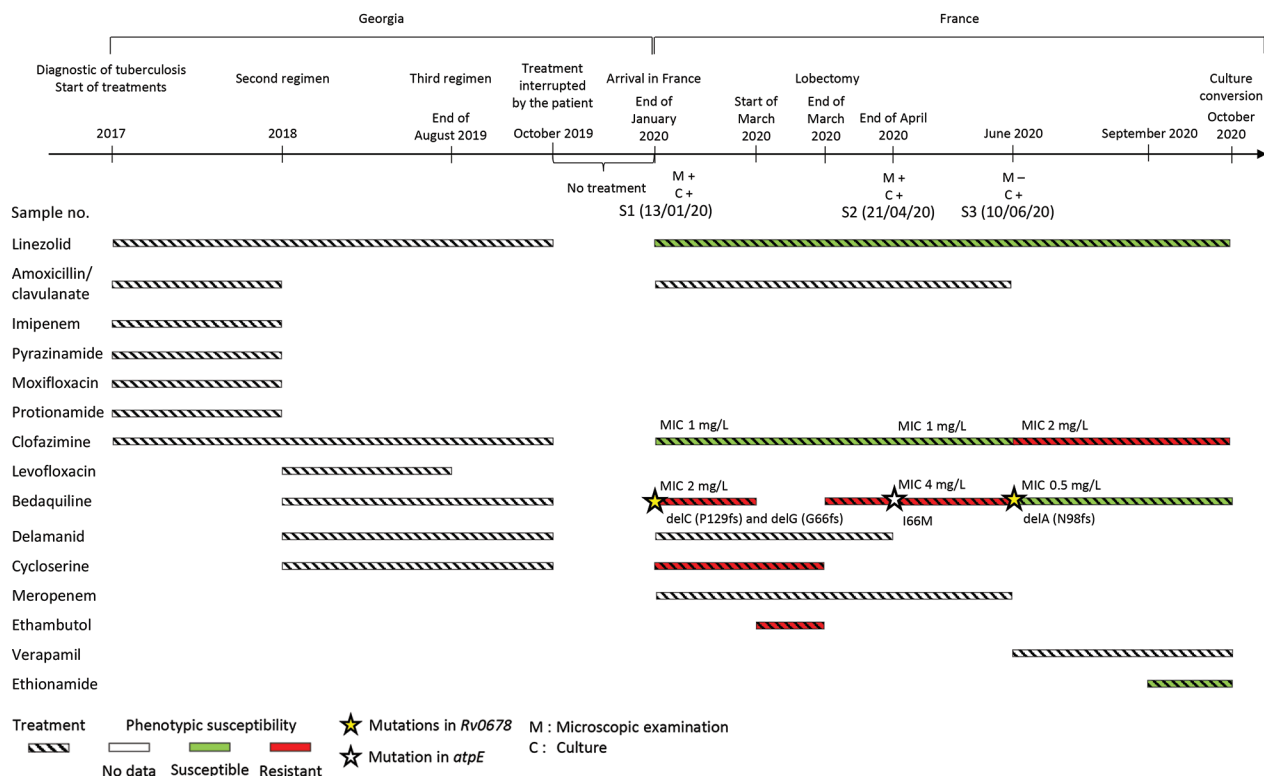 Georgia
France
Diagnostic of tuberculosis
Start of treatments
Second regimen
Third regimen
Treatment
interrupted
by the patient
Arrival in France
Lobectomy
Culture
conversion
2017
2018
End of
August 2019
October 2019
End of
January
2020
Start of
March
2020
End of
March
2020
End of April
2020
June 2020
September 2020
October
2020
No treatment
M +
C +
S1 (13/01/20)
M +
C +
S2 (21/04/20)
M –
C +
S3 (10/06/20)
Sample no.
Linezolid
Amoxicillin/
clavulanate
Imipenem
Pyrazinamide
Moxifloxacin
Protionamide
Clofazimine
MIC 1 mg/L
MIC 1 mg/L
MIC 2 mg/L
Levofloxacin
Bedaquiline
MIC 2 mg/L
MIC 4 mg/L
MIC 0.5 mg/L
delC (P129fs) and delG (G66fs)
I66M
delA (N98fs)
Delamanid
Cycloserine
Meropenem
Ethambutol
Verapamil
Ethionamide
Treatment
Phenotypic susceptibility
No data
Susceptible
Resistant
Mutations in Rv0678
Mutation in atpE
M : Microscopic examination
C : Culture